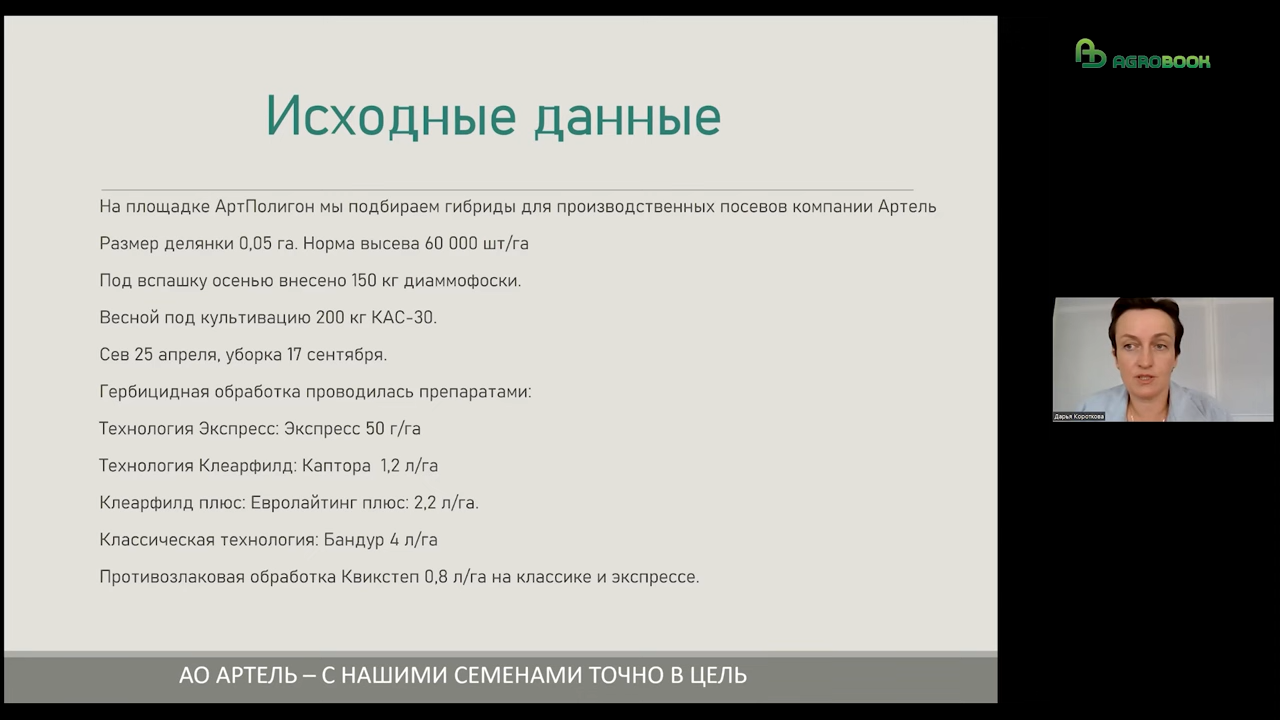 AGROBOOK
Исходные данные
На площадке АртПолигон мы подбираем гибриды для производственных посевов компании Артель
Размер делянки 0,05 га. Норма высева 60 000 шт/га
Под вспашку осенью внесено 150 кг диаммофоски.
Весной под культивацию 200 кг КАС-30.
Сев 25 апреля, уборка 17 сентября.
Гербицидная обработка проводилась препаратами:
Технология Экспресс: Экспресс 50 г/га
Технология Клеарфилд: Каптора 1,2 л/га
Клеарфилд плюс: Евролайтинг плюс: 2,2 л/га.
Классическая технология: Бандур 4 л/га
Противозлаковая обработка Квикстеп 0,8 л/га на классике и экспрессе.
АО АРТЕЛЬ – С НАШИМИ СЕМЕНАМИ ТОЧНО В ЦЕЛЬ
Дарья Короткова